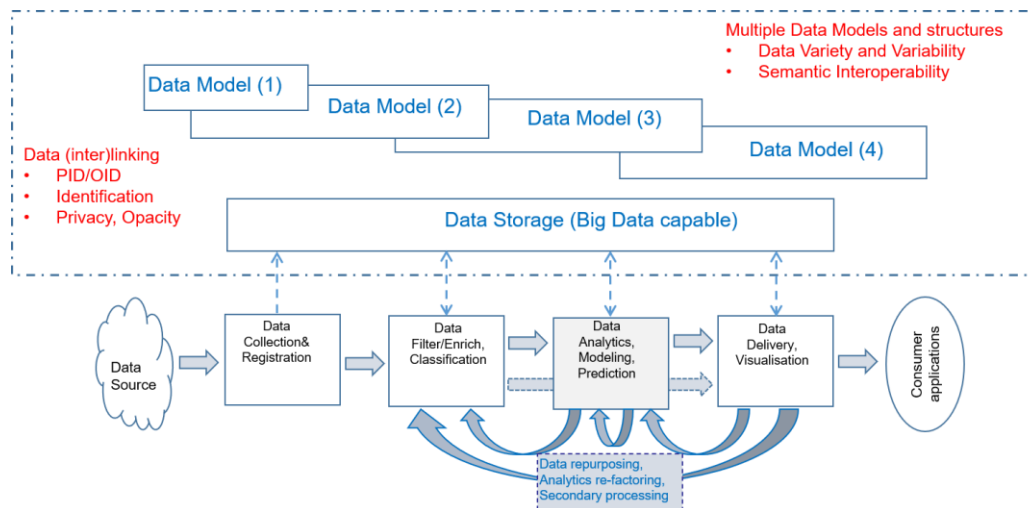 Multiple Data Models and structures
• Data Variety and Variability
• Semantic Interoperability
Data Model (1)
Data Model (2)
Data Model (3)
Data Model (4)
Data (inter)linking
• PID/OID
• Identification
• Privacy, Opacity
Data Storage (Big Data capable)
Data
Source
Data
Collection&
Registration
Data
Filter/Enrich,
Classification
Data
Analytics,
Modeling,
Prediction
Data
Delivery,
Visualisation
Consumer
applications
Data repurposing,
Analytics re-factoring,
Secondary processing